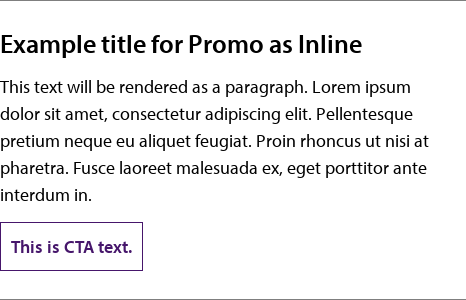 Example title for Promo as Inline
This text will be rendered as a paragraph. Lorem ipsum
dolor sit amet, consectetur adipiscing elit. Pellentesque
pretium neque eu aliquet feugiat. Proin rhoncus ut nisi at
pharetra. Fusce laoreet malesuada ex, eget porttitor ante
interdum in.
This is CTA text.